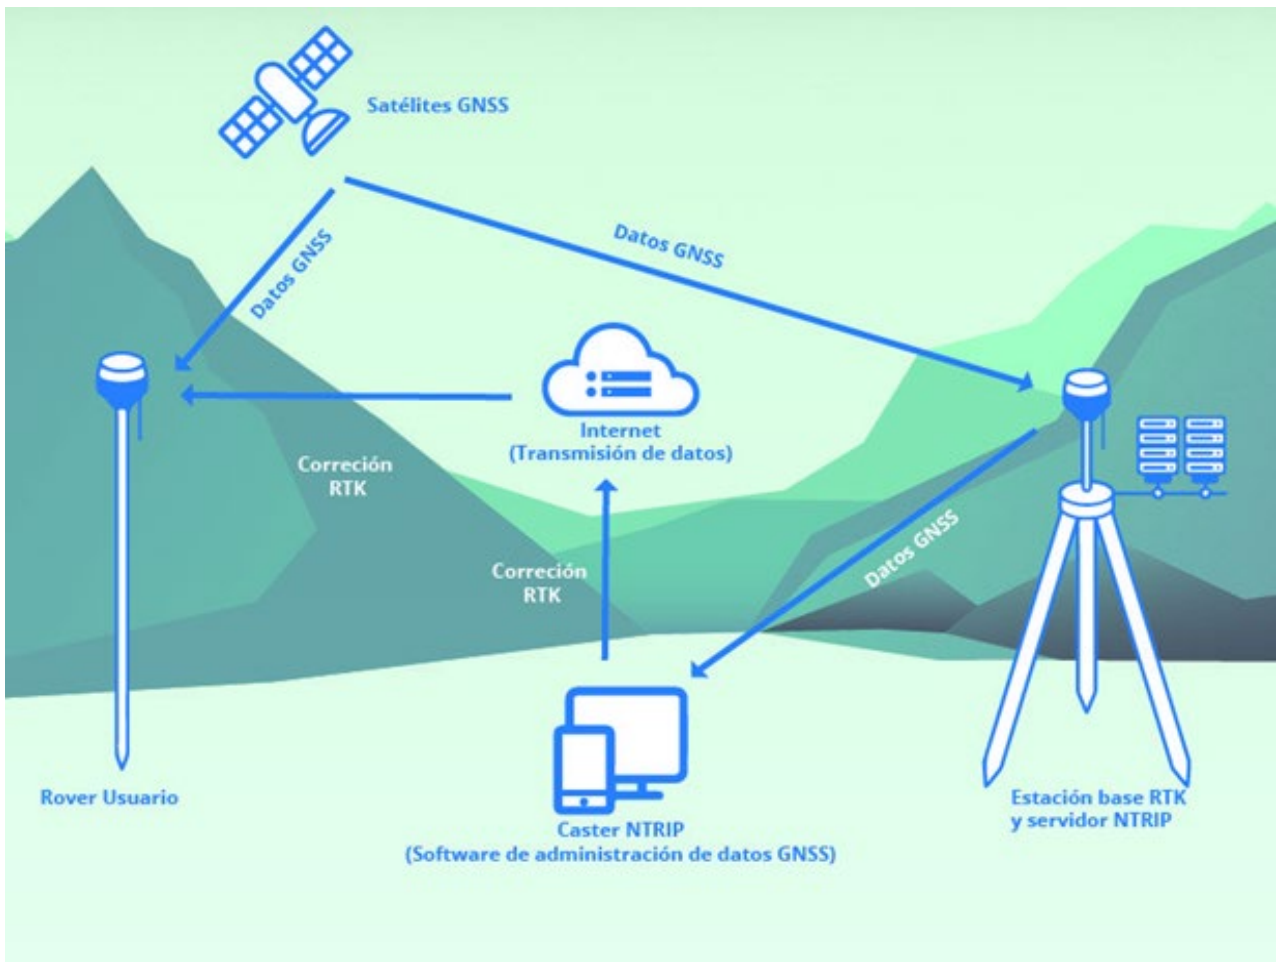 Satélites GNSS
Datos GNSS
Datos GNSS
Internet
(Transmisión de datos)
Correción
RTK
Datos GNSS
Correción
RTK
Rover Usuario
Estación base RTK
y servidor NTRIP
Caster NTRIP
(Software de administración de datos GNSS)